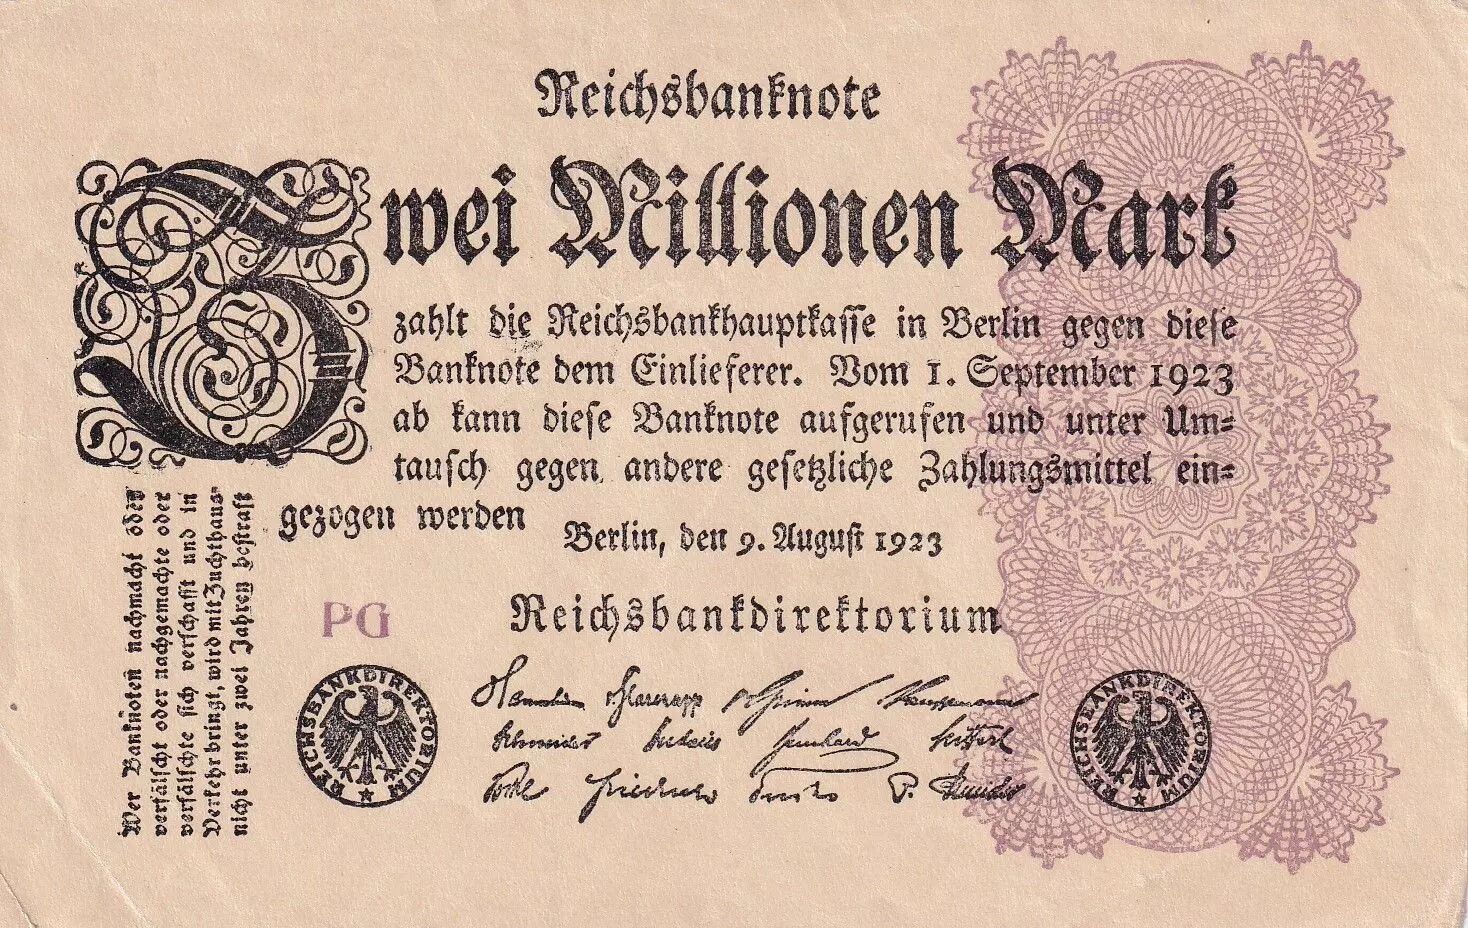 Reichsbanknote
Zwei Millionen Mark
zahlt die Reichsbankhauptkasse in Berlin gegen diese
Banknote dem Einlieferer. Vom 1. September 1923
ab kann diese Banknote aufgerufen und unter Um=
tausch gegen andere gesetzliche Zahlungsmittel ein=
gezogen werden
Berlin, den 9. August 1923
Reichsbankdirektorium
PG
REICHSBANKDIREKTORIUM
REICHSBANKDIREKTORIUM
Wer Banknoten nachmacht oder
verfälscht oder nachgemachte oder
verfälschte sich verschafft und in
Verkehr bringt, wird mit Zuchthaus
nicht unter zwei Jahren bestraft